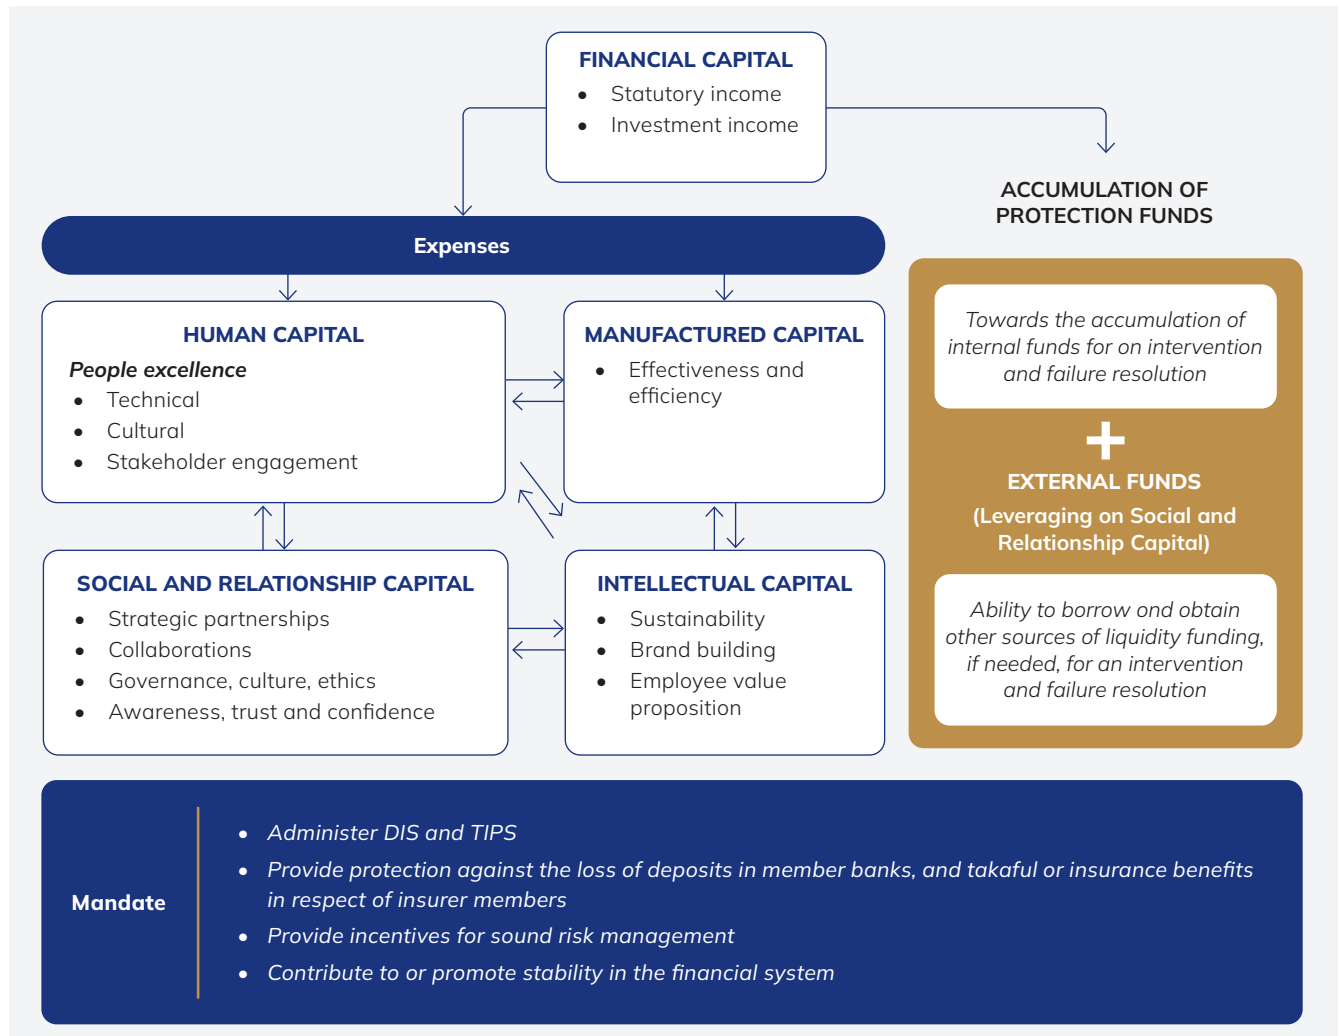 FINANCIAL CAPITAL
• Statutory income
• Investment income
ACCUMULATION OF
PROTECTION FUNDS
Expenses
HUMAN CAPITAL
People excellence
• Technical
• Cultural
• Stakeholder engagement
MANUFACTURED CAPITAL
• Effectiveness and
efficiency
Towards the accumulation of
internal funds for on intervention
and failure resolution
+
EXTERNAL FUNDS
(Leveraging on Social and
Relationship Capital)
Ability to borrow ond obtain
other sources of liquidity funding,
if needed, for an intervention
and failure resolution
SOCIAL AND RELATIONSHIP CAPITAL
• Strategic partnerships
• Collaborations
• Governance, culture, ethics
• Awareness, trust and confidence
INTELLECTUAL CAPITAL
• Sustainability
• Brand building
• Employee value
proposition
Mandate
• Administer DIS and TIPS
• Provide protection against the loss of deposits in member banks, and takaful or insurance benefits
in respect of insurer members
• Provide incentives for sound risk management
• Contribute to or promote stability in the financial system